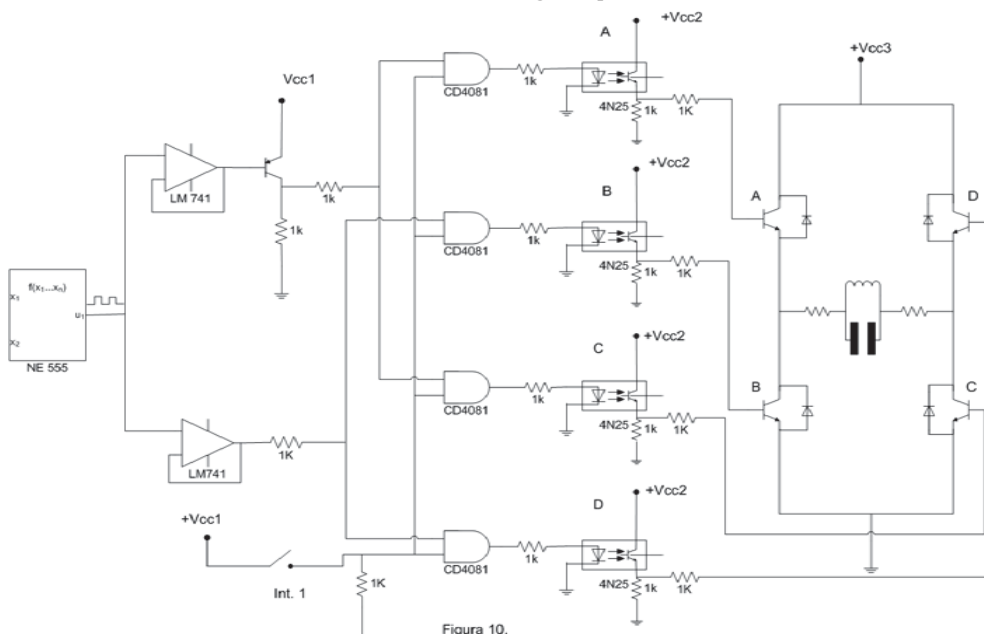 +Vcc2
A
+Vcc3
Vcc1
1k
CD4081
4N25
1k
1K
LM 741
1k
1k
+Vcc2
B
A
D
1k
CD4081
4N25
1k
1K
f(x1...xn)
x1
u1
x2
NE 555
+Vcc2
C
B
C
1k
CD4081
4N25
1k
1K
LM741
1K
+Vcc2
D
+Vcc1
Int. 1
1K
1k
CD4081
4N25
1k
1K
Figura 10.